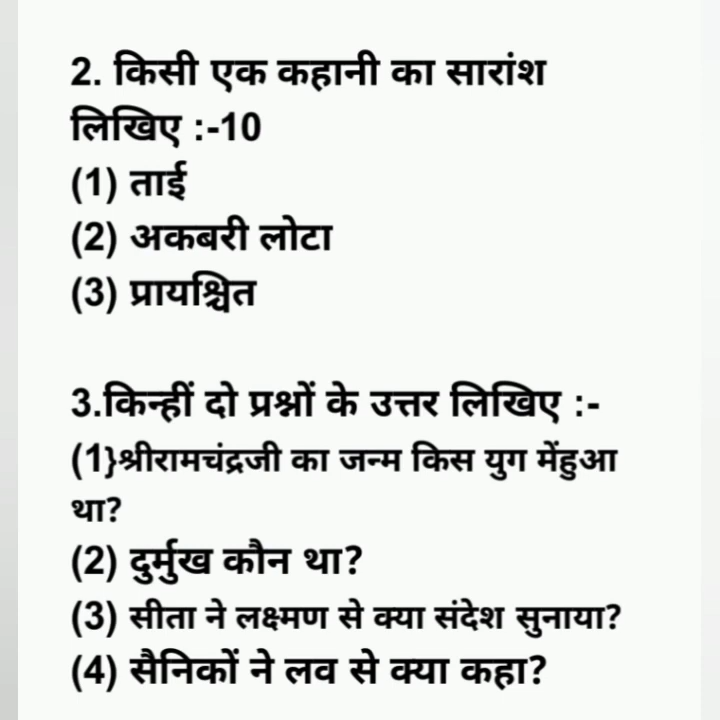 2. किसी एक कहानी का सारांश
लिखिए :-10
(1) ताई
(2) अकबरी लोटा
(3) प्रायश्चित
3.किन्हीं दो प्रश्नों के उत्तर लिखिए :-
(1}श्रीरामचंद्रजी का जन्म किस युग मेंहुआ
था?
(2) दुर्मुख कौन था?
(3) सीता ने लक्ष्मण से क्या संदेश सुनाया?
(4) सैनिकों ने लव से क्या कहा?